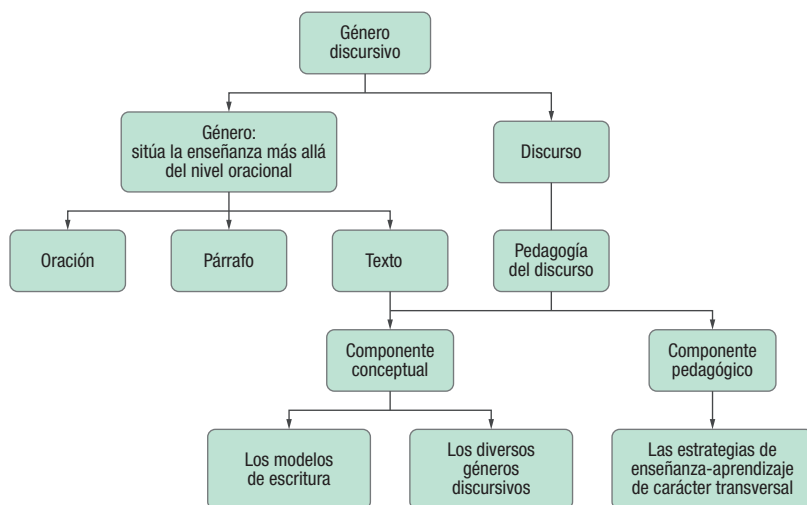 Género
discursivo
Género:
sitúa la enseñanza más allá
del nivel oracional
Discurso
Oración
Párrafo
Texto
Pedagogía
del discurso
Componente
conceptual
Componente
pedagógico
Los modelos
de escritura
Los diversos
géneros
discursivos
Las estrategias de
enseñanza-aprendizaje
de carácter transversal